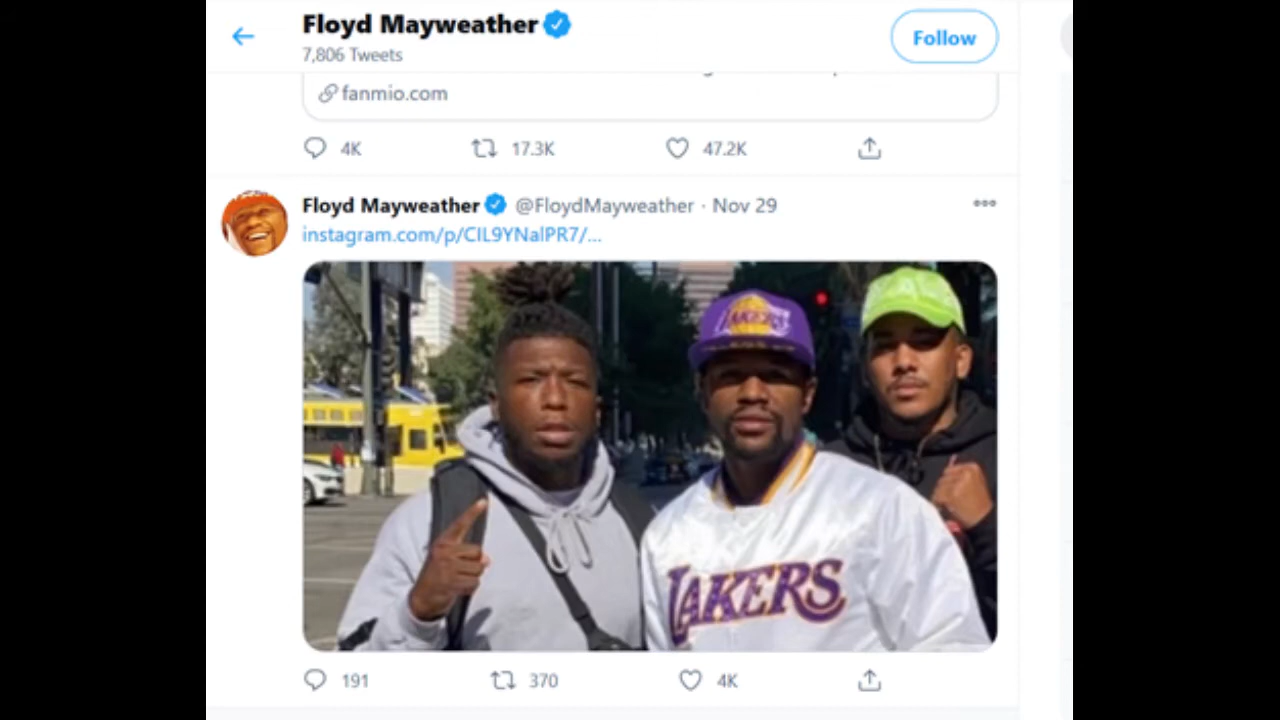 Floyd Mayweather
7,806 Tweets
Follow
fanmio.com
4K 17.3K 47.2K
Floyd Mayweather @FloydMayweather · Nov 29
instagram.com/p/CIL9YNalPR7/...
LAKERS
LAKERS
191 370 4K